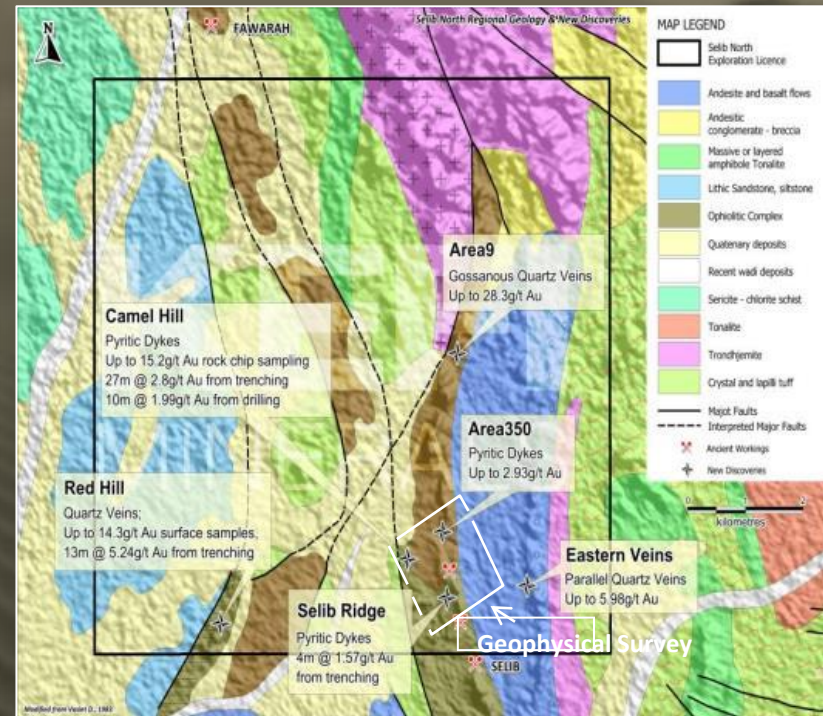 Selib North Regional Geology & New Discoveries
N
FAWARAH
Area9
Gossanous Quartz Veins
Up to 28.3g/t Au
Camel Hill
Pyritic Dykes
Up to 15.2g/t Au rock chip sampling
27m @ 2.8g/t Au from trenching
10m @ 1.99g/t Au from drilling
Area350
Pyritic Dykes
Up to 2.93g/t Au
Red Hill
Quartz Veins;
Up to 14.3g/t Au surface samples,
13m @ 5.24g/t Au from trenching
Eastern Veins
Parallel Quartz Veins
Up to 5.98g/t Au
Selib Ridge
Pyritic Dykes
4m @ 1.57g/t Au
from trenching
Geophysical Survey
SELIB
MAP LEGEND
Selib North
Exploration Licence
Andesite and basalt flows
Andesitic
conglomerate - breccia
Massive or layered
amphibole Tonalite
Lithic Sandstone, siltstone
Ophiolitic Complex
Quaternary deposits
Recent wadi deposits
Sericite - chlorite schist
Tonalite
Trondhjemite
Crystal and lapilli tuff
Majot Faults
Interpreted Major Faults
Ancient Workings
New Discoveries
0 1 2
kilometres
Modified from D., 1983